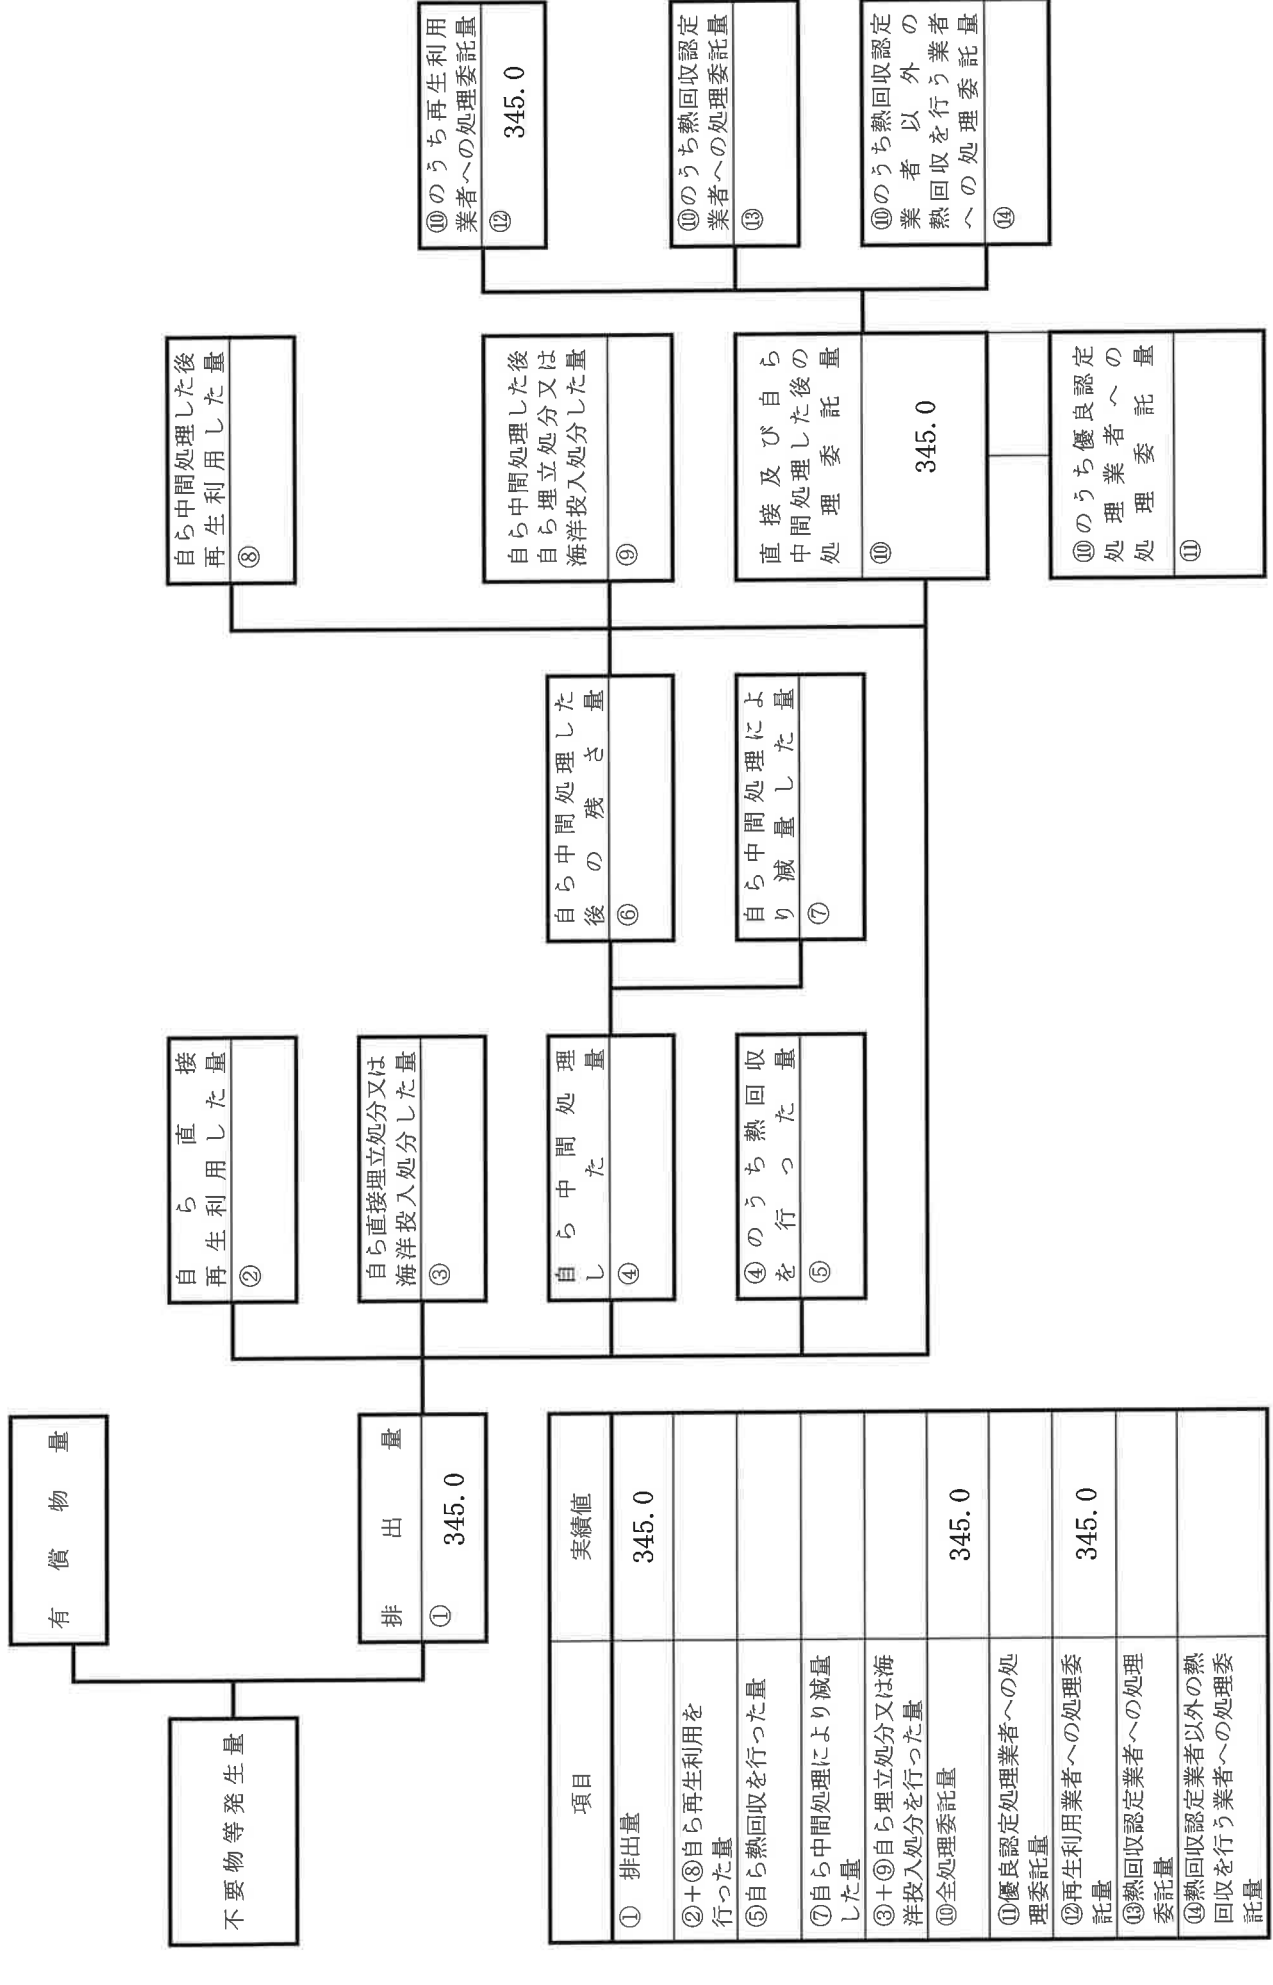 有償物量
不要物等発生量
排出量
① 345.0
自ら直接
再生利用した量
②
自ら直接埋立処分又は
海洋投入処分した量
③
自ら中間処理
した量
④
④のうち熱回収
を行った量
⑤
自ら中間処理した
後の残さ量
⑥
自ら中間処理によ
り減量した量
⑦
自ら中間処理した後
再生利用した量
⑧
自ら中間処理した後
自ら埋立処分又は
海洋投入処分した量
⑨
直接及び自ら
中間処理した後の
処理委託量
⑩ 345.0
⑩のうち優良認定
処理業者への
処理委託量
⑪
⑩のうち再生利用
業者への処理委託量
⑫ 345.0
⑩のうち熱回収認定
業者への処理委託量
⑬
⑩のうち熱回収認定
業者以外の
熱回収を行う業者
への処理委託量
⑭
項目 実績値
① 排出量 345.0
②+⑧自ら再生利用を
行った量
⑤自ら熱回収を行った量
⑦自ら中間処理により減量
した量
③+⑨自ら埋立処分又は海
洋投入処分を行った量
⑩全処理委託量 345.0
⑪優良認定処理業者への処
理委託量
⑫再生利用業者への処理委
託量 345.0
⑬熱回収認定業者への処理
委託量
⑭熱回収認定業者以外の熱
回収を行う業者への処理委
託量